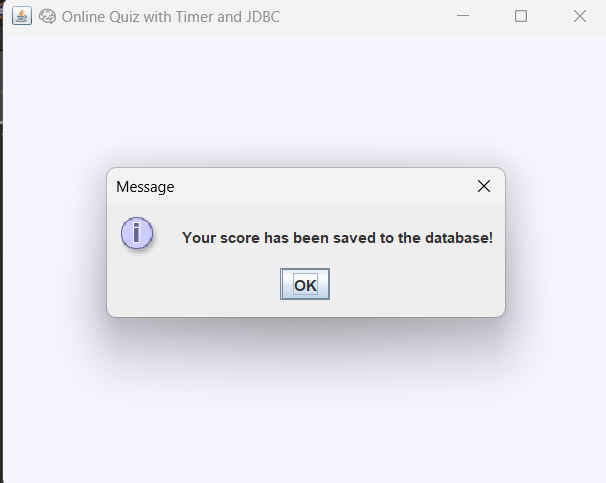 Online Quiz with Timer and JDBC
Message
i
Your score has been saved to the database!
OK